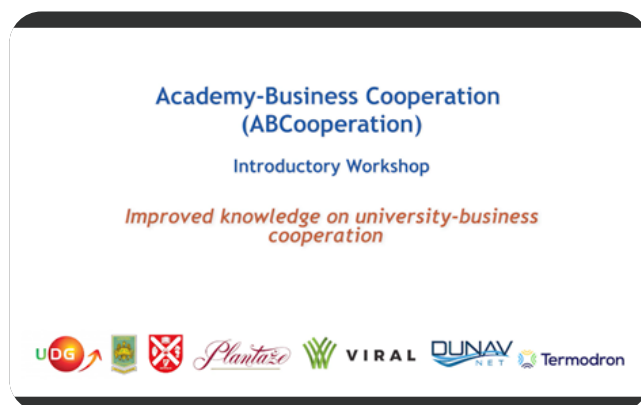 Academy-Business Cooperation
(ABCooperation)
Introductory Workshop
Improved knowledge on university-business
cooperation
UDG Plantaže VIRAL DUNAV Termodron
NET